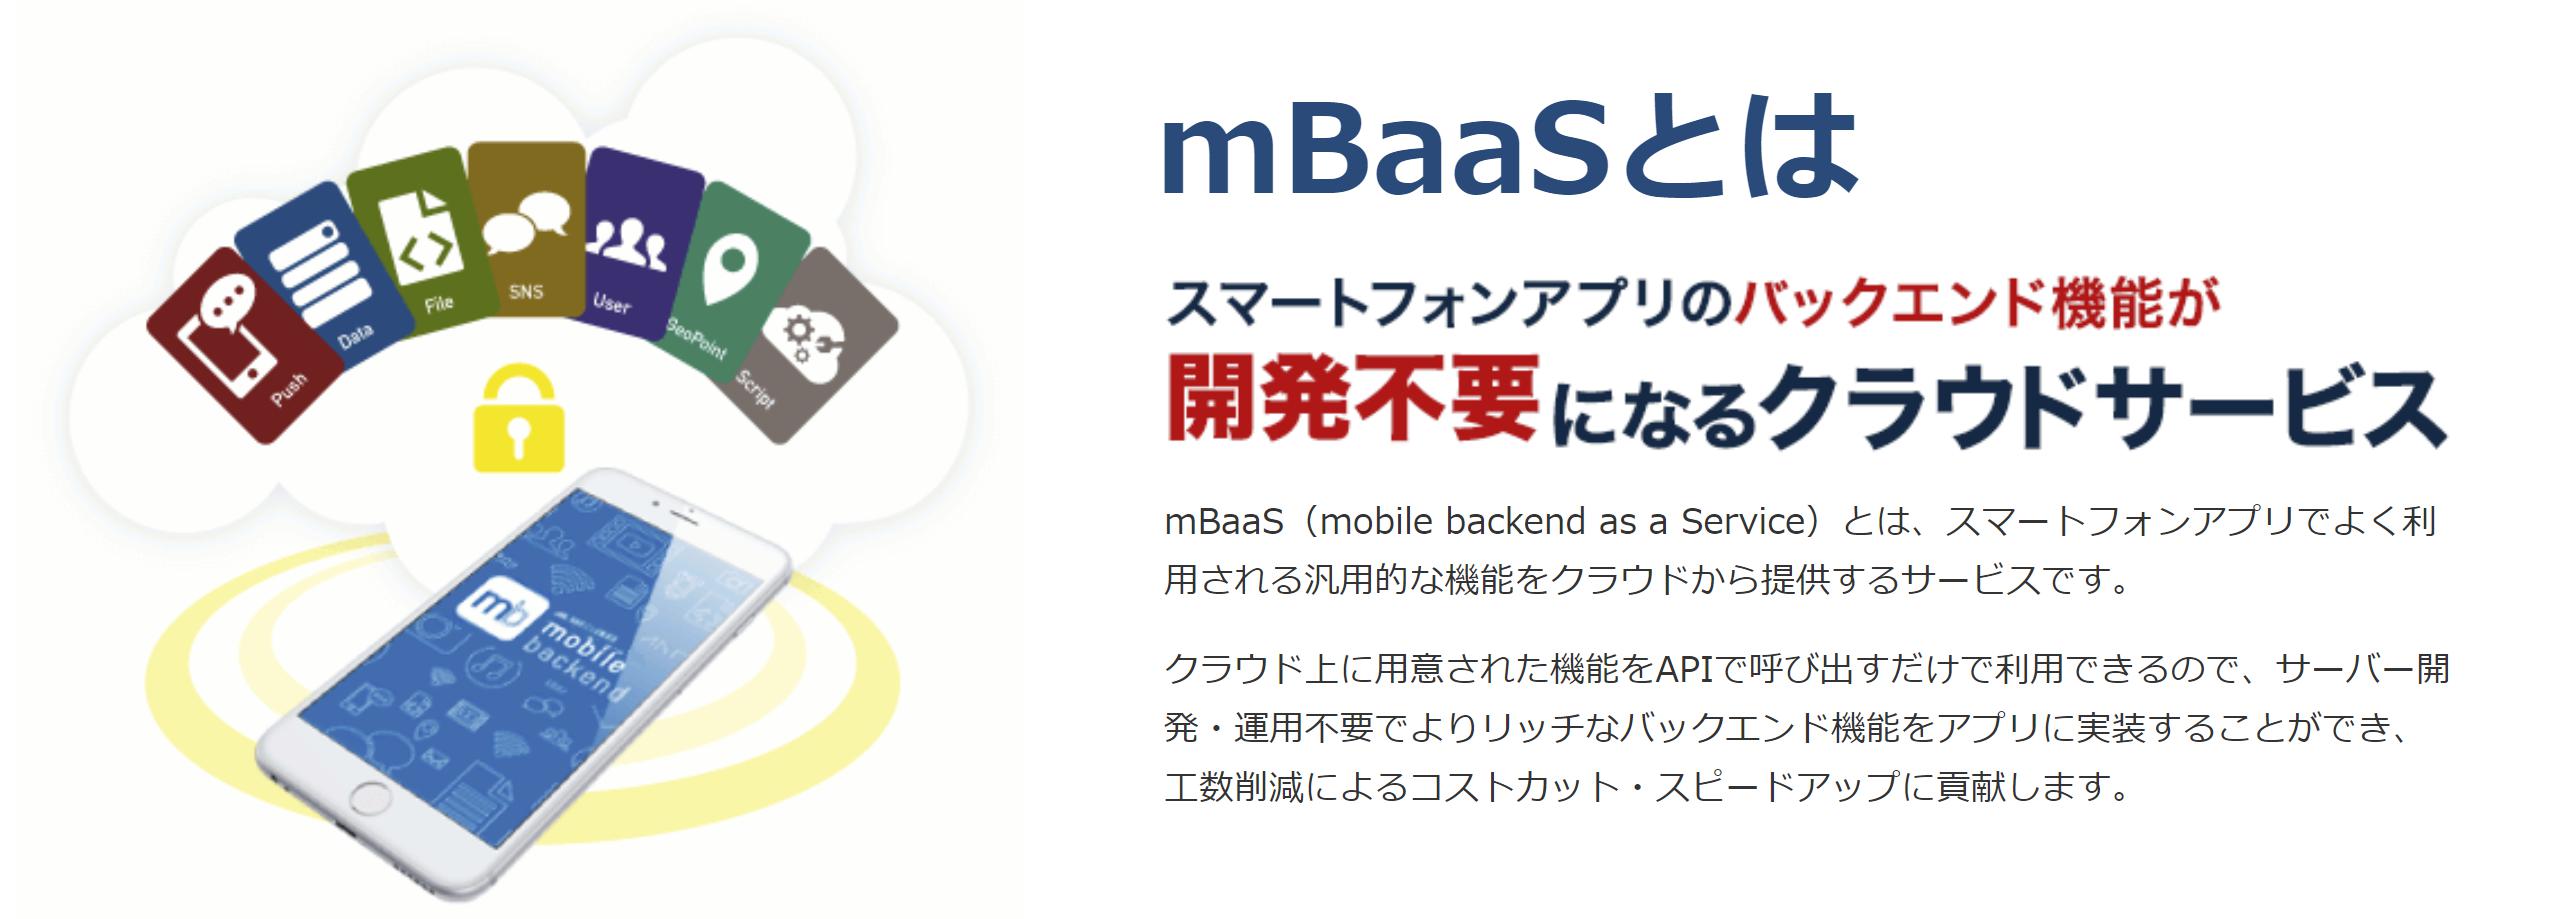 mBaaSとは
スマートフォンアプリのバックエンド機能が
開発不要になるクラウドサービス
mBaaS（mobile backend as a Service）とは、スマートフォンアプリでよく利
用される汎用的な機能をクラウドから提供するサービスです。
クラウド上に用意された機能をAPIで呼び出すだけで利用できるので、サーバー開
発・運用不要でよりリッチなバックエンド機能をアプリに実装することができ、
工数削減によるコストカット・スピードアップに貢献します。
Push
Data
File
SNS
User
GeoPoint
Script
mb
mobile
backend